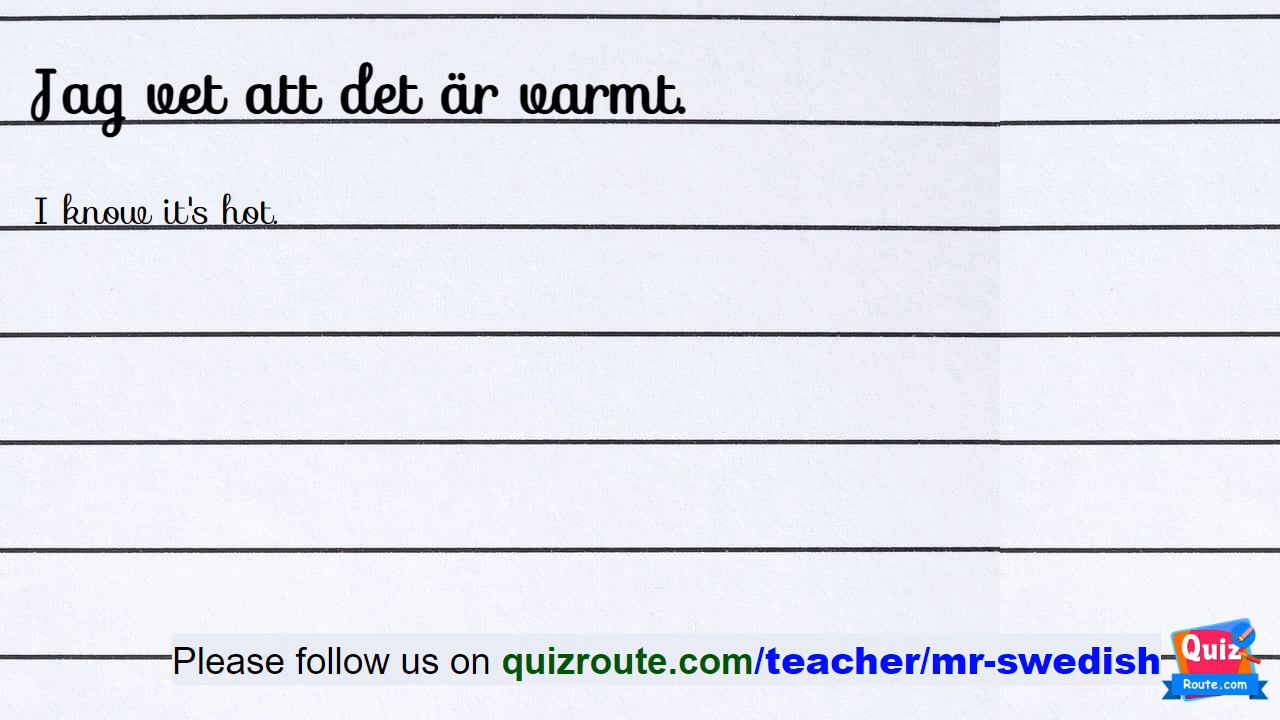 Jag vet att det är varmt.
I know it's hot.
Please follow us on quizroute.com/teacher/mr-swedish
Quiz
Route.com